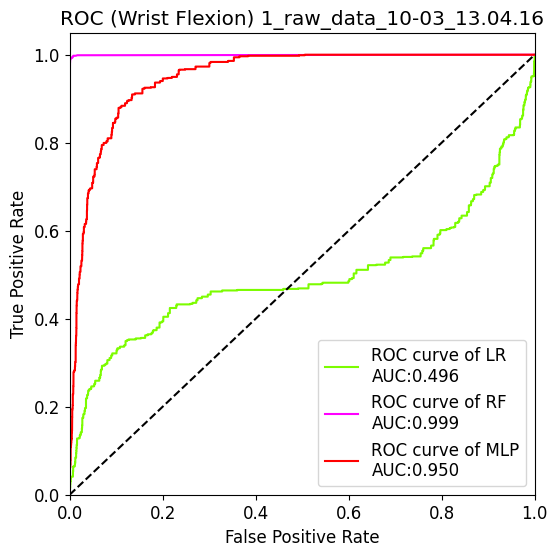 ROC (Wrist Flexion) 1_raw_data_10-03_13.04.16
1.0
0.8
0.6
0.4
0.2
0.0
True Positive Rate
ROC curve of LR
AUC:0.496
ROC curve of RF
AUC:0.999
ROC curve of MLP
AUC:0.950
0.0 0.2 0.4 0.6 0.8 1.0
False Positive Rate